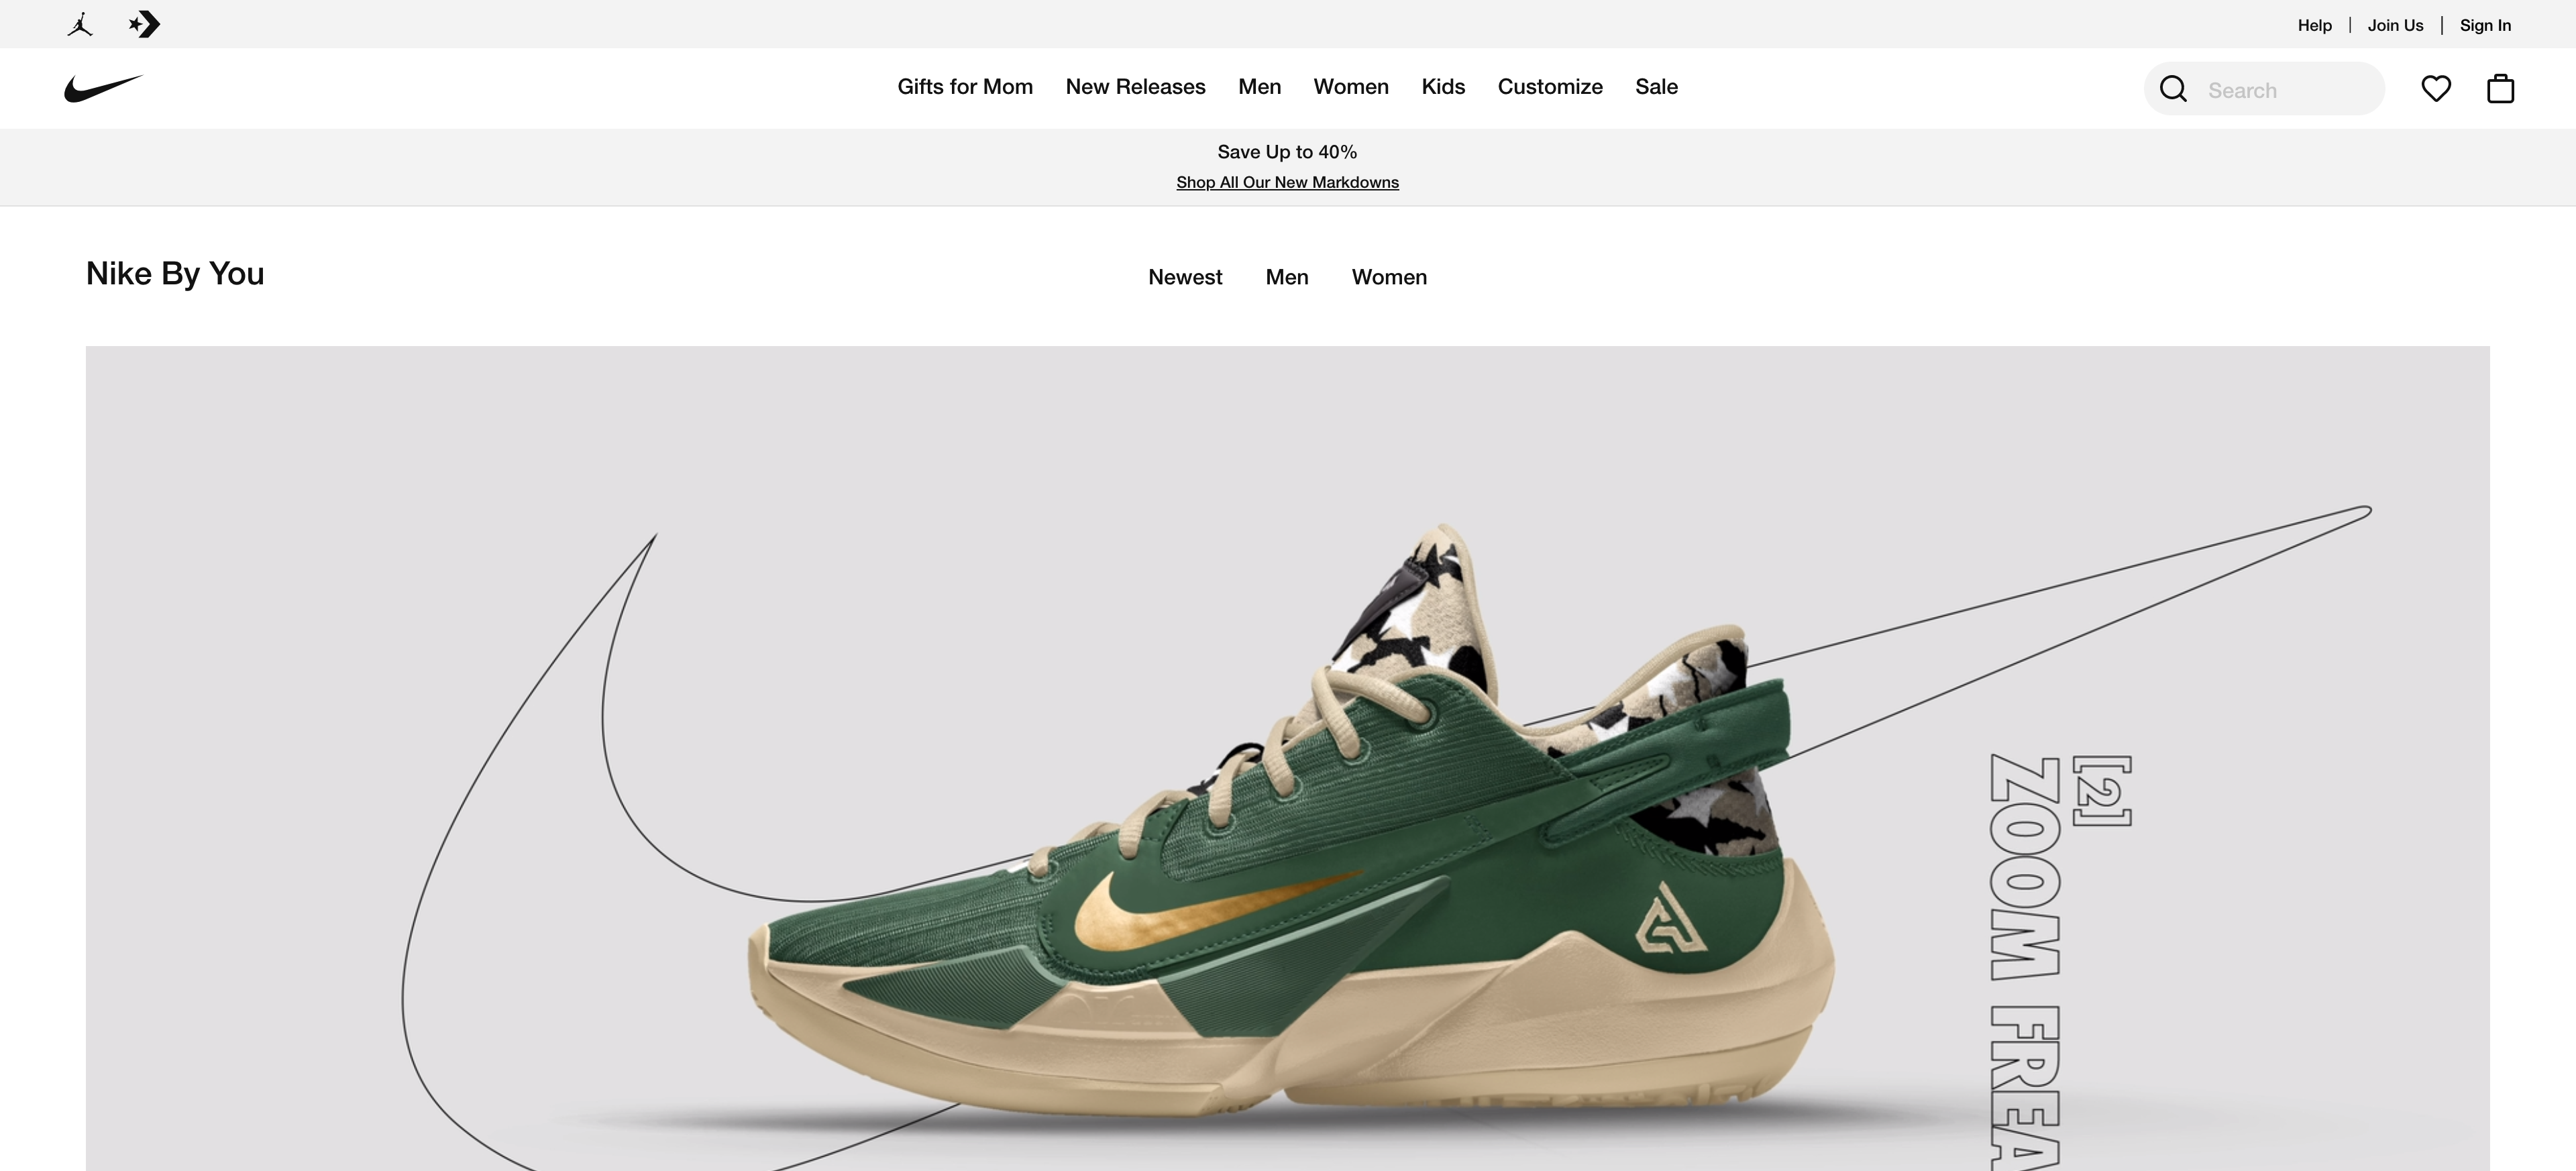 Help | Join Us | Sign In
Gifts for Mom New Releases Men Women Kids Customize Sale
Search
Save Up to 40%
Shop All Our New Markdowns
Nike By You
Newest Men Women
[2]
ZOOM FREA